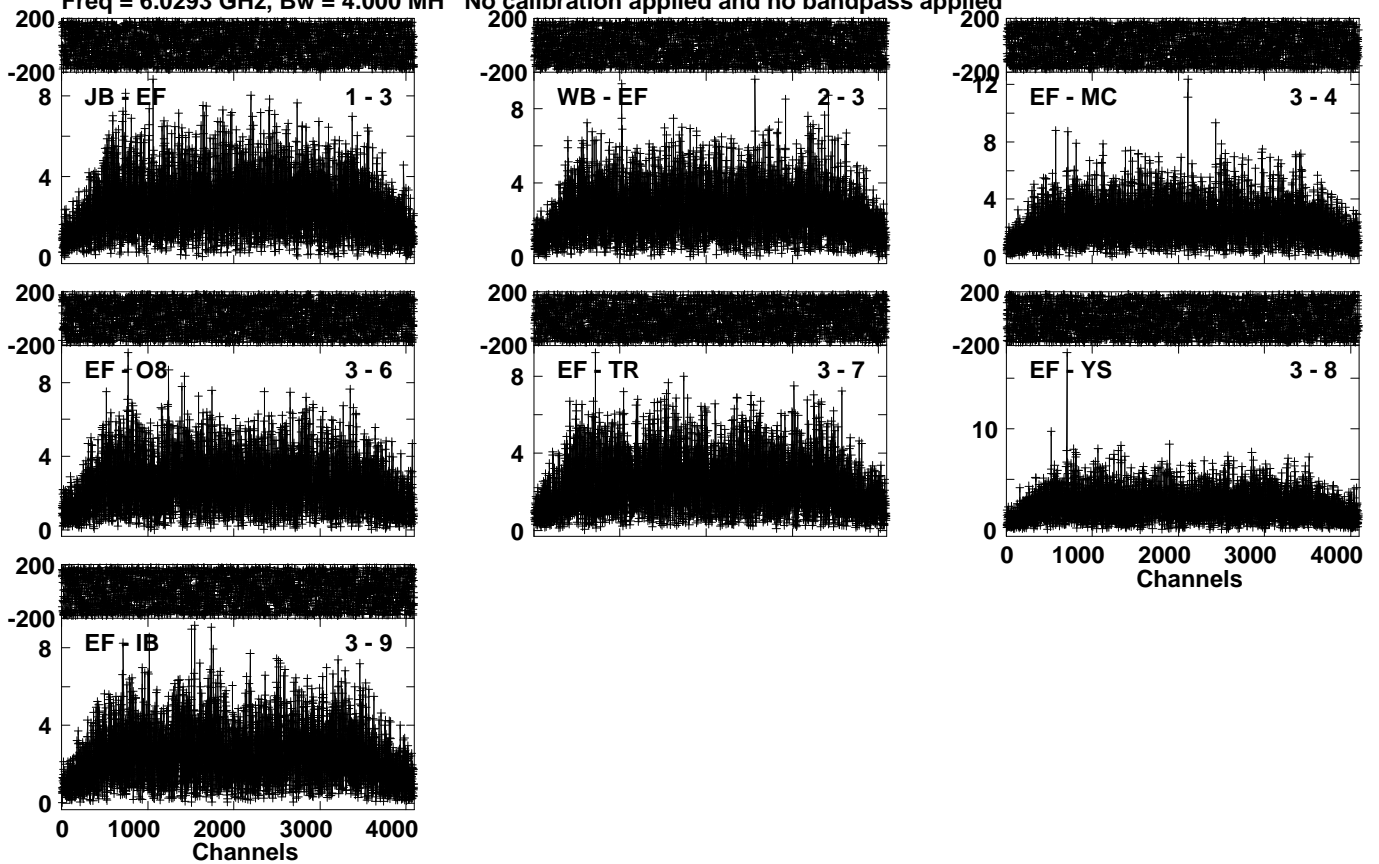 Freq = 6.0293 GHz, Bw = 4.000 MH No calibration applied and no bandpass applied
200
-200
8
4
0
JB - EF 1 - 3
200
-200
8
4
0
WB - EF 2 - 3
200
-200
12
8
4
0
EF - MC 3 - 4
200
-200
8
4
0
EF - O8 3 - 6
200
-200
8
4
0
EF - TR 3 - 7
200
-200
10
0
EF - YS 3 - 8
0 1000 2000 3000 4000
Channels
200
-200
8
4
0
EF - IB 3 - 9
0 1000 2000 3000 4000
Channels